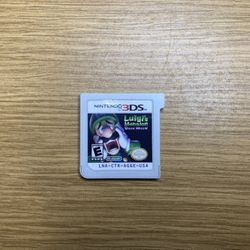 NINTENDO 3DS
Luigi's
Mansion
DARK MOON
E
LNA-CTR-AGGE-USA